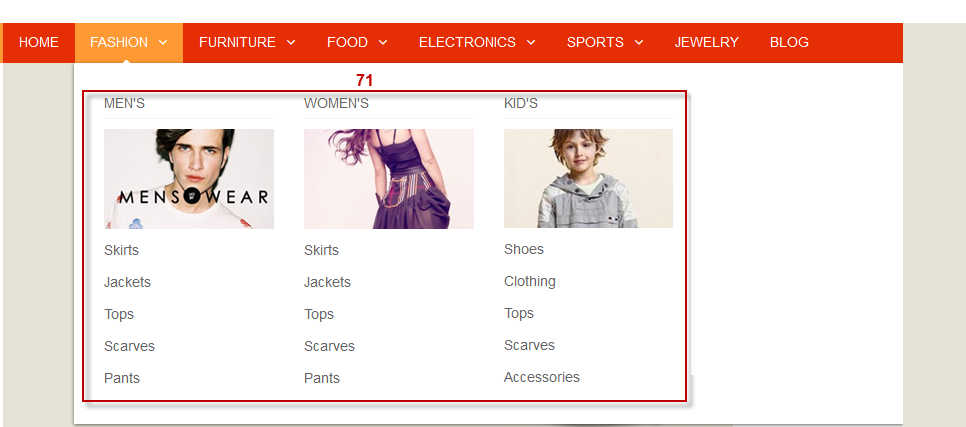 HOME FASHION FURNITURE FOOD ELECTRONICS SPORTS JEWELRY BLOG
71
MEN'S WOMEN'S KID'S
MENSWEAR
Skirts Skirts Shoes
Jackets Jackets Clothing
Tops Tops Tops
Scarves Scarves Scarves
Pants Pants Accessories